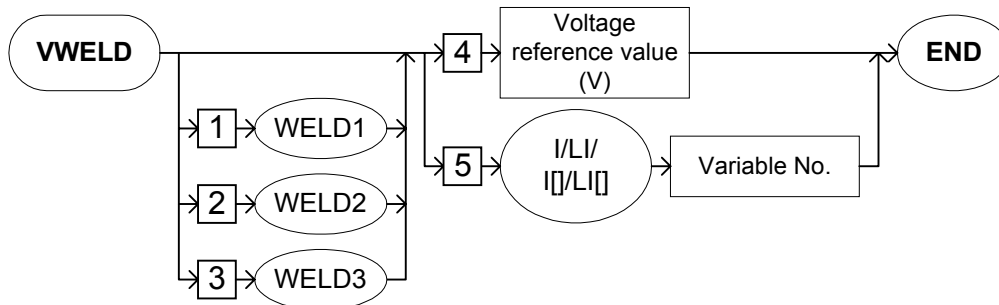 VWELD
4
Voltage
reference value
(V)
END
1
WELD1
5
I/LI/
I[]/LI[]
Variable No.
2
WELD2
3
WELD3